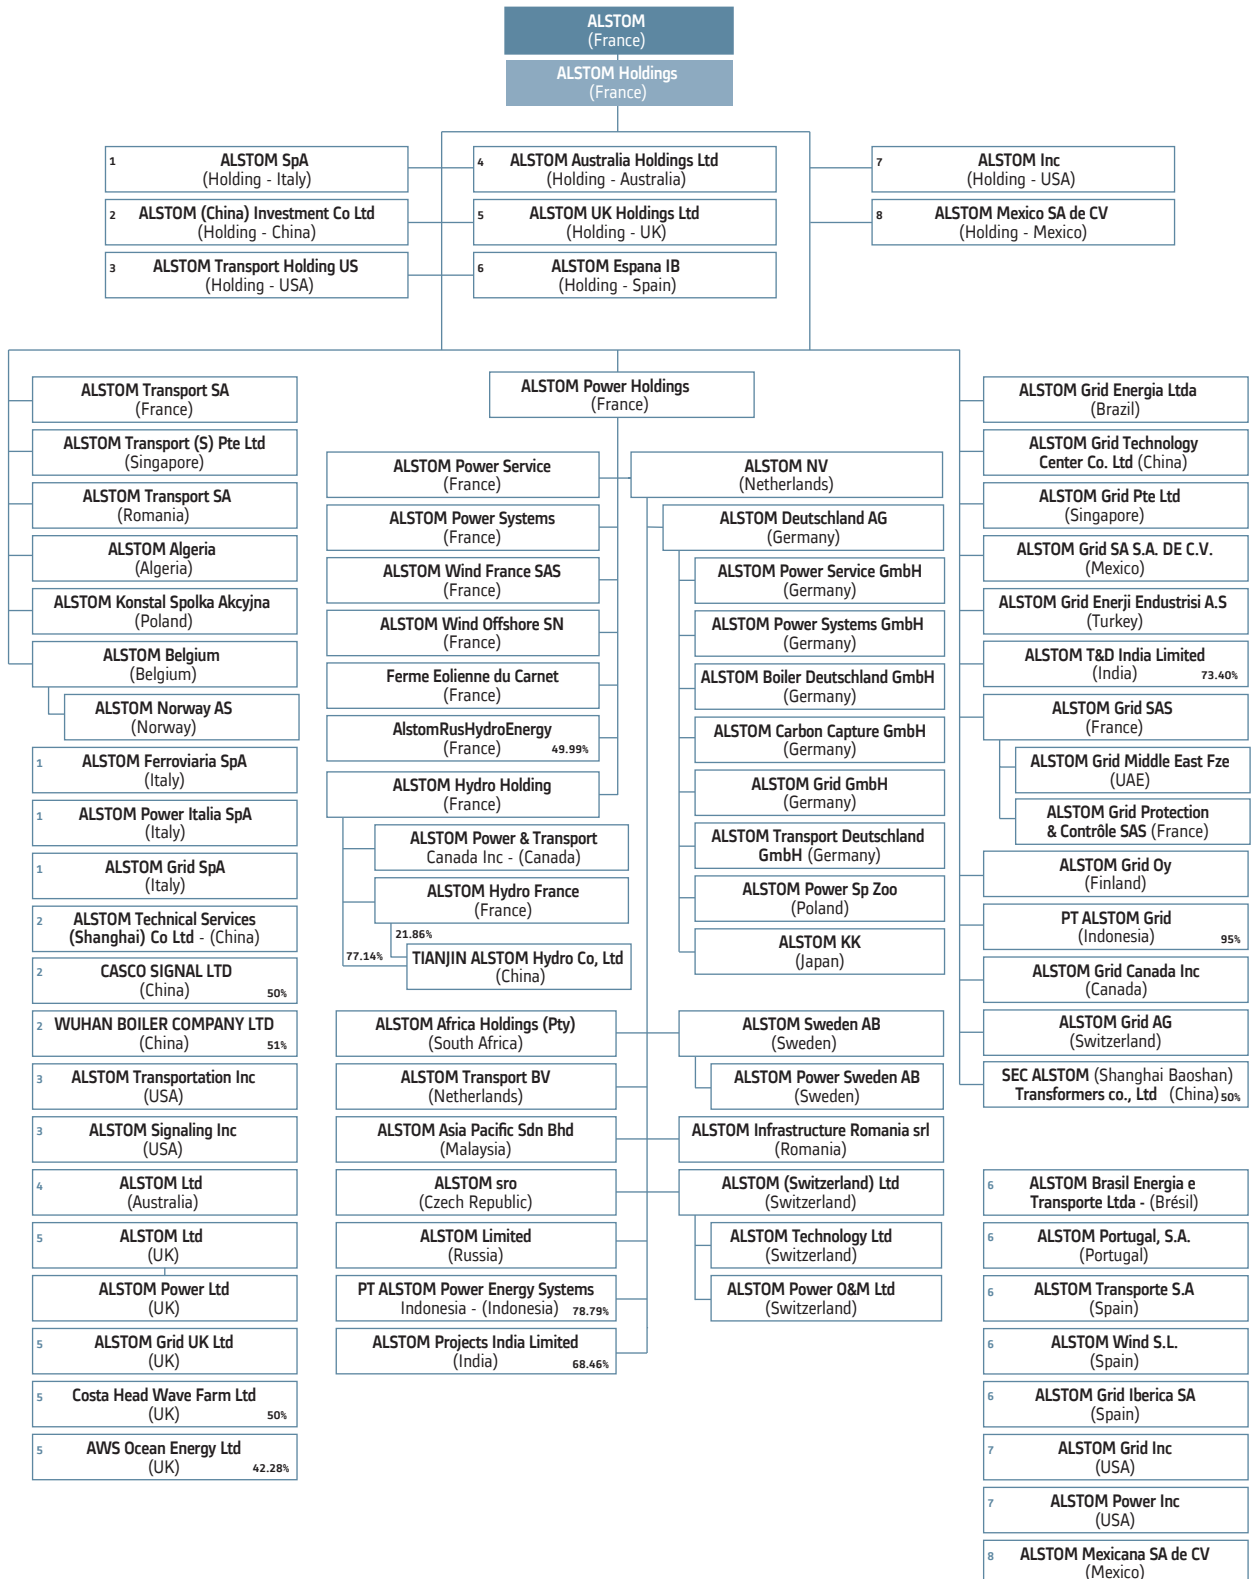 ALSTOM
(France)
ALSTOM Holdings
(France)
1
ALSTOM SpA
(Holding - Italy)
4
ALSTOM Australia Holdings Ltd
(Holding - Australia)
7
ALSTOM Inc
(Holding - USA)
2
ALSTOM (China) Investment Co Ltd
(Holding - China)
5
ALSTOM UK Holdings Ltd
(Holding - UK)
8
ALSTOM Mexico SA de CV
(Holding - Mexico)
3
ALSTOM Transport Holding US
(Holding - USA)
6
ALSTOM Espana IB
(Holding - Spain)
ALSTOM Transport SA
(France)
ALSTOM Transport (S) Pte Ltd
(Singapore)
ALSTOM Transport SA
(Romania)
ALSTOM Algeria
(Algeria)
ALSTOM Konstal Spolka Akcyjna
(Poland)
ALSTOM Belgium
(Belgium)
ALSTOM Norway AS
(Norway)
1
ALSTOM Ferroviaria SpA
(Italy)
1
ALSTOM Power Italia SpA
(Italy)
1
ALSTOM Grid SpA
(Italy)
2
ALSTOM Technical Services
(Shanghai) Co Ltd - (China)
2
CASCO SIGNAL LTD
(China) 50%
2
WUHAN BOILER COMPANY LTD
(China) 51%
3
ALSTOM Transportation Inc
(USA)
3
ALSTOM Signaling Inc
(USA)
4
ALSTOM Ltd
(Australia)
5
ALSTOM Ltd
(UK)
ALSTOM Power Ltd
(UK)
5
ALSTOM Grid UK Ltd
(UK)
5
Costa Head Wave Farm Ltd
(UK) 50%
5
AWS Ocean Energy Ltd
(UK) 42.28%
ALSTOM Power Holdings
(France)
ALSTOM Power Service
(France)
ALSTOM Power Systems
(France)
ALSTOM Wind France SAS
(France)
ALSTOM Wind Offshore SN
(France)
Ferme Eolienne du Carnet
(France)
AlstomRusHydroEnergy
(France) 49.99%
ALSTOM Hydro Holding
(France)
ALSTOM Power & Transport
Canada Inc - (Canada)
ALSTOM Hydro France
(France)
21.86%
77.14%
TIANJIN ALSTOM Hydro Co, Ltd
(China)
ALSTOM NV
(Netherlands)
ALSTOM Deutschland AG
(Germany)
ALSTOM Power Service GmbH
(Germany)
ALSTOM Power Systems GmbH
(Germany)
ALSTOM Boiler Deutschland GmbH
(Germany)
ALSTOM Carbon Capture GmbH
(Germany)
ALSTOM Grid GmbH
(Germany)
ALSTOM Transport Deutschland
GmbH (Germany)
ALSTOM Power Sp Zoo
(Poland)
ALSTOM KK
(Japan)
ALSTOM Africa Holdings (Pty)
(South Africa)
ALSTOM Transport BV
(Netherlands)
ALSTOM Asia Pacific Sdn Bhd
(Malaysia)
ALSTOM sro
(Czech Republic)
ALSTOM Limited
(Russia)
PT ALSTOM Power Energy Systems
Indonesia - (Indonesia) 78.79%
ALSTOM Projects India Limited
(India) 68.46%
ALSTOM Sweden AB
(Sweden)
ALSTOM Power Sweden AB
(Sweden)
ALSTOM Infrastructure Romania srl
(Romania)
ALSTOM (Switzerland) Ltd
(Switzerland)
ALSTOM Technology Ltd
(Switzerland)
ALSTOM Power O&M Ltd
(Switzerland)
ALSTOM Grid Energia Ltda
(Brazil)
ALSTOM Grid Technology
Center Co. Ltd (China)
ALSTOM Grid Pte Ltd
(Singapore)
ALSTOM Grid SA S.A. DE C.V.
(Mexico)
ALSTOM Grid Enerji Endustrisi A.S
(Turkey)
ALSTOM T&D India Limited
(India) 73.40%
ALSTOM Grid SAS
(France)
ALSTOM Grid Middle East Fze
(UAE)
ALSTOM Grid Protection
& Contrôle SAS (France)
ALSTOM Grid Oy
(Finland)
PT ALSTOM Grid
(Indonesia) 95%
ALSTOM Grid Canada Inc
(Canada)
ALSTOM Grid AG
(Switzerland)
SEC ALSTOM (Shanghai Baoshan)
Transformers co., Ltd (China) 50%
6
ALSTOM Brasil Energia e
Transporte Ltda - (Brésil)
6
ALSTOM Portugal, S.A.
(Portugal)
6
ALSTOM Transporte S.A
(Spain)
6
ALSTOM Wind S.L.
(Spain)
6
ALSTOM Grid Iberica SA
(Spain)
7
ALSTOM Grid Inc
(USA)
7
ALSTOM Power Inc
(USA)
8
ALSTOM Mexicana SA de CV
(Mexico)